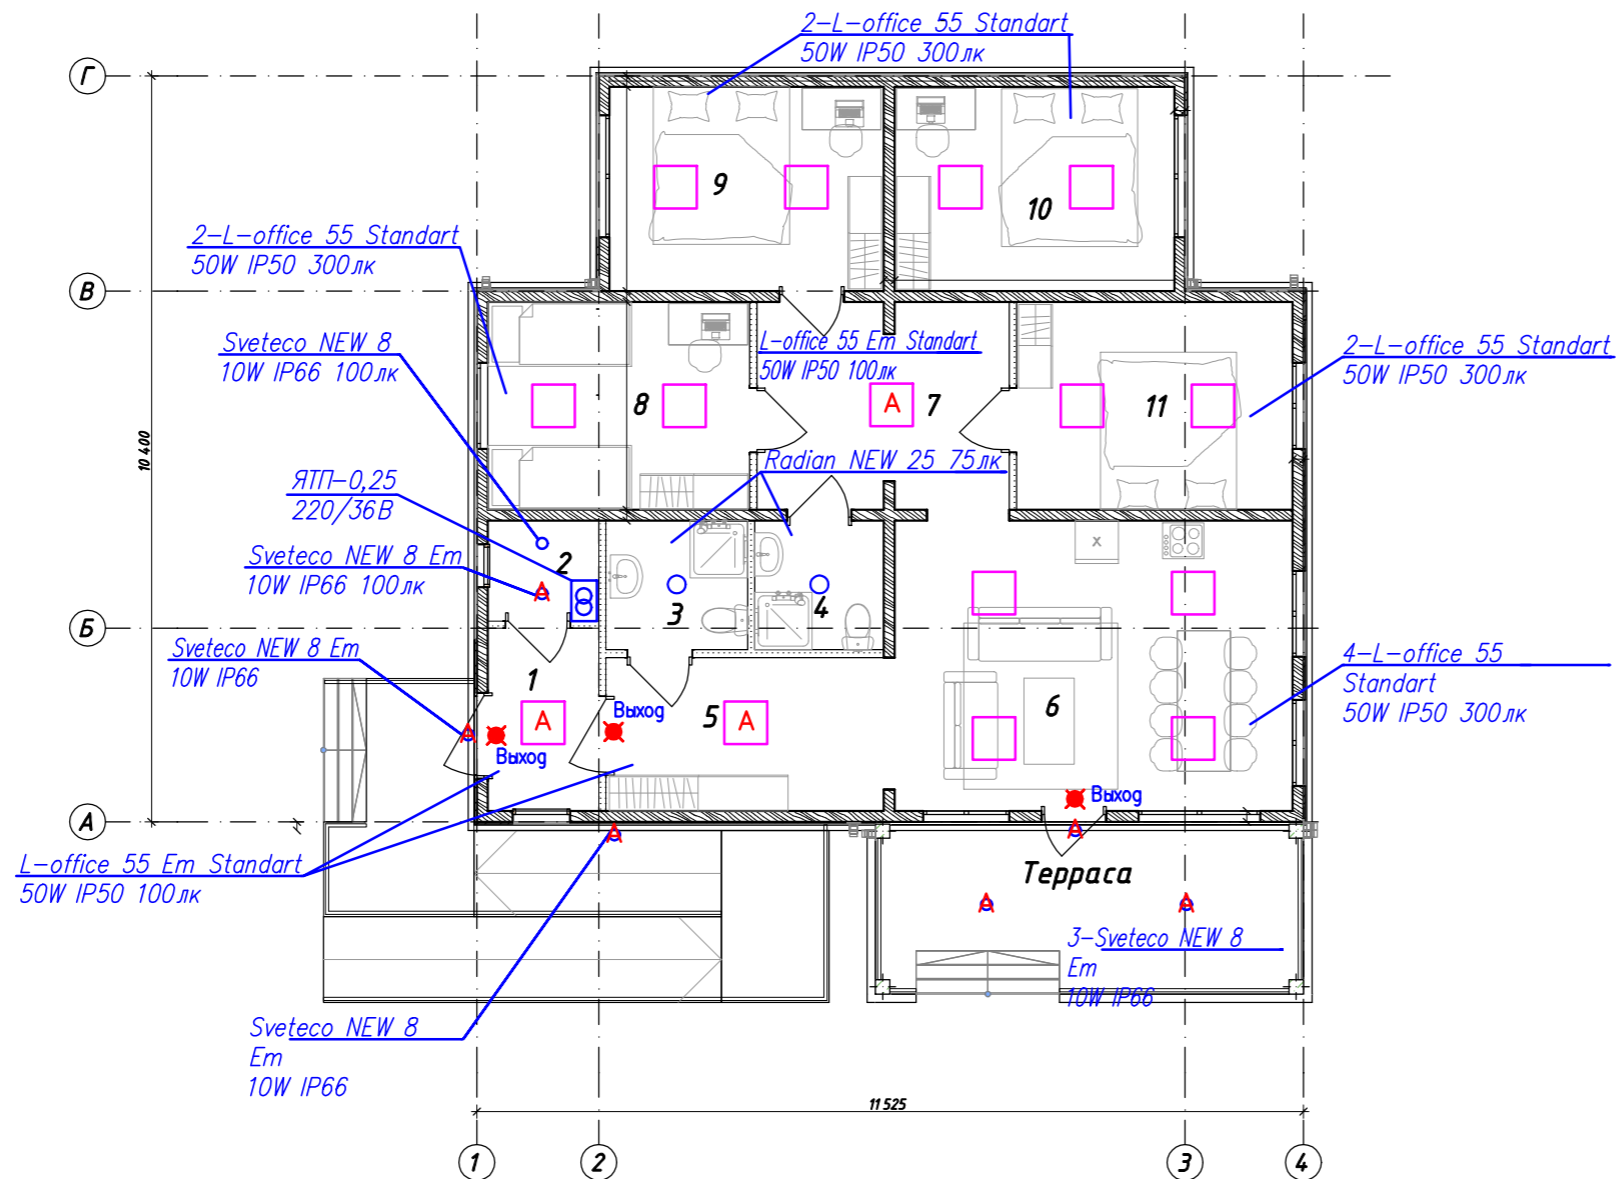 2-L-office 55 Standart
50W IP50 300лк
Г
9
10
2-L-office 55 Standart
50W IP50 300лк
В
Sveteco NEW 8
10W IP66 100лк
L-office 55 Em Standart
50W IP50 100лк
2-L-office 55 Standart
50W IP50 300лк
8
А
7
11
10 400
Radian NEW 25 75лк
ЯТП-0,25
220/36В
Sveteco NEW 8 Em
10W IP66 100лк
2
А
3
4
х
Б
Sveteco NEW 8 Em
10W IP66
4-L-office 55
Standart
50W IP50 300лк
1
5
6
А
А
А
Выход
Выход
Выход
А
L-office 55 Em Standart
50W IP50 100лк
А
А
Терраса
А
А
3-Sveteco NEW 8
Em
10W IP66
Sveteco NEW 8
Em
10W IP66
11 525
1
2
3
4